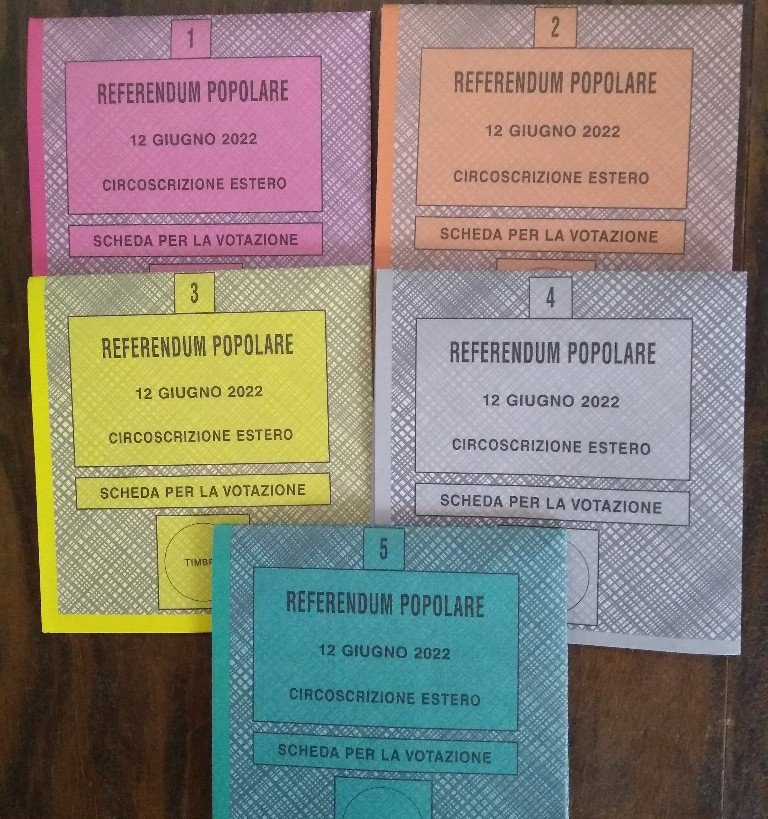 1
REFERENDUM POPOLARE
12 GIUGNO 2022
CIRCOSCRIZIONE ESTERO
SCHEDA PER LA VOTAZIONE
2
REFERENDUM POPOLARE
12 GIUGNO 2022
CIRCOSCRIZIONE ESTERO
SCHEDA PER LA VOTAZIONE
3
REFERENDUM POPOLARE
12 GIUGNO 2022
CIRCOSCRIZIONE ESTERO
SCHEDA PER LA VOTAZIONE
TIMBR
4
REFERENDUM POPOLARE
12 GIUGNO 2022
CIRCOSCRIZIONE ESTERO
SCHEDA PER LA VOTAZIONE
5
REFERENDUM POPOLARE
12 GIUGNO 2022
CIRCOSCRIZIONE ESTERO
SCHEDA PER LA VOTAZIONE